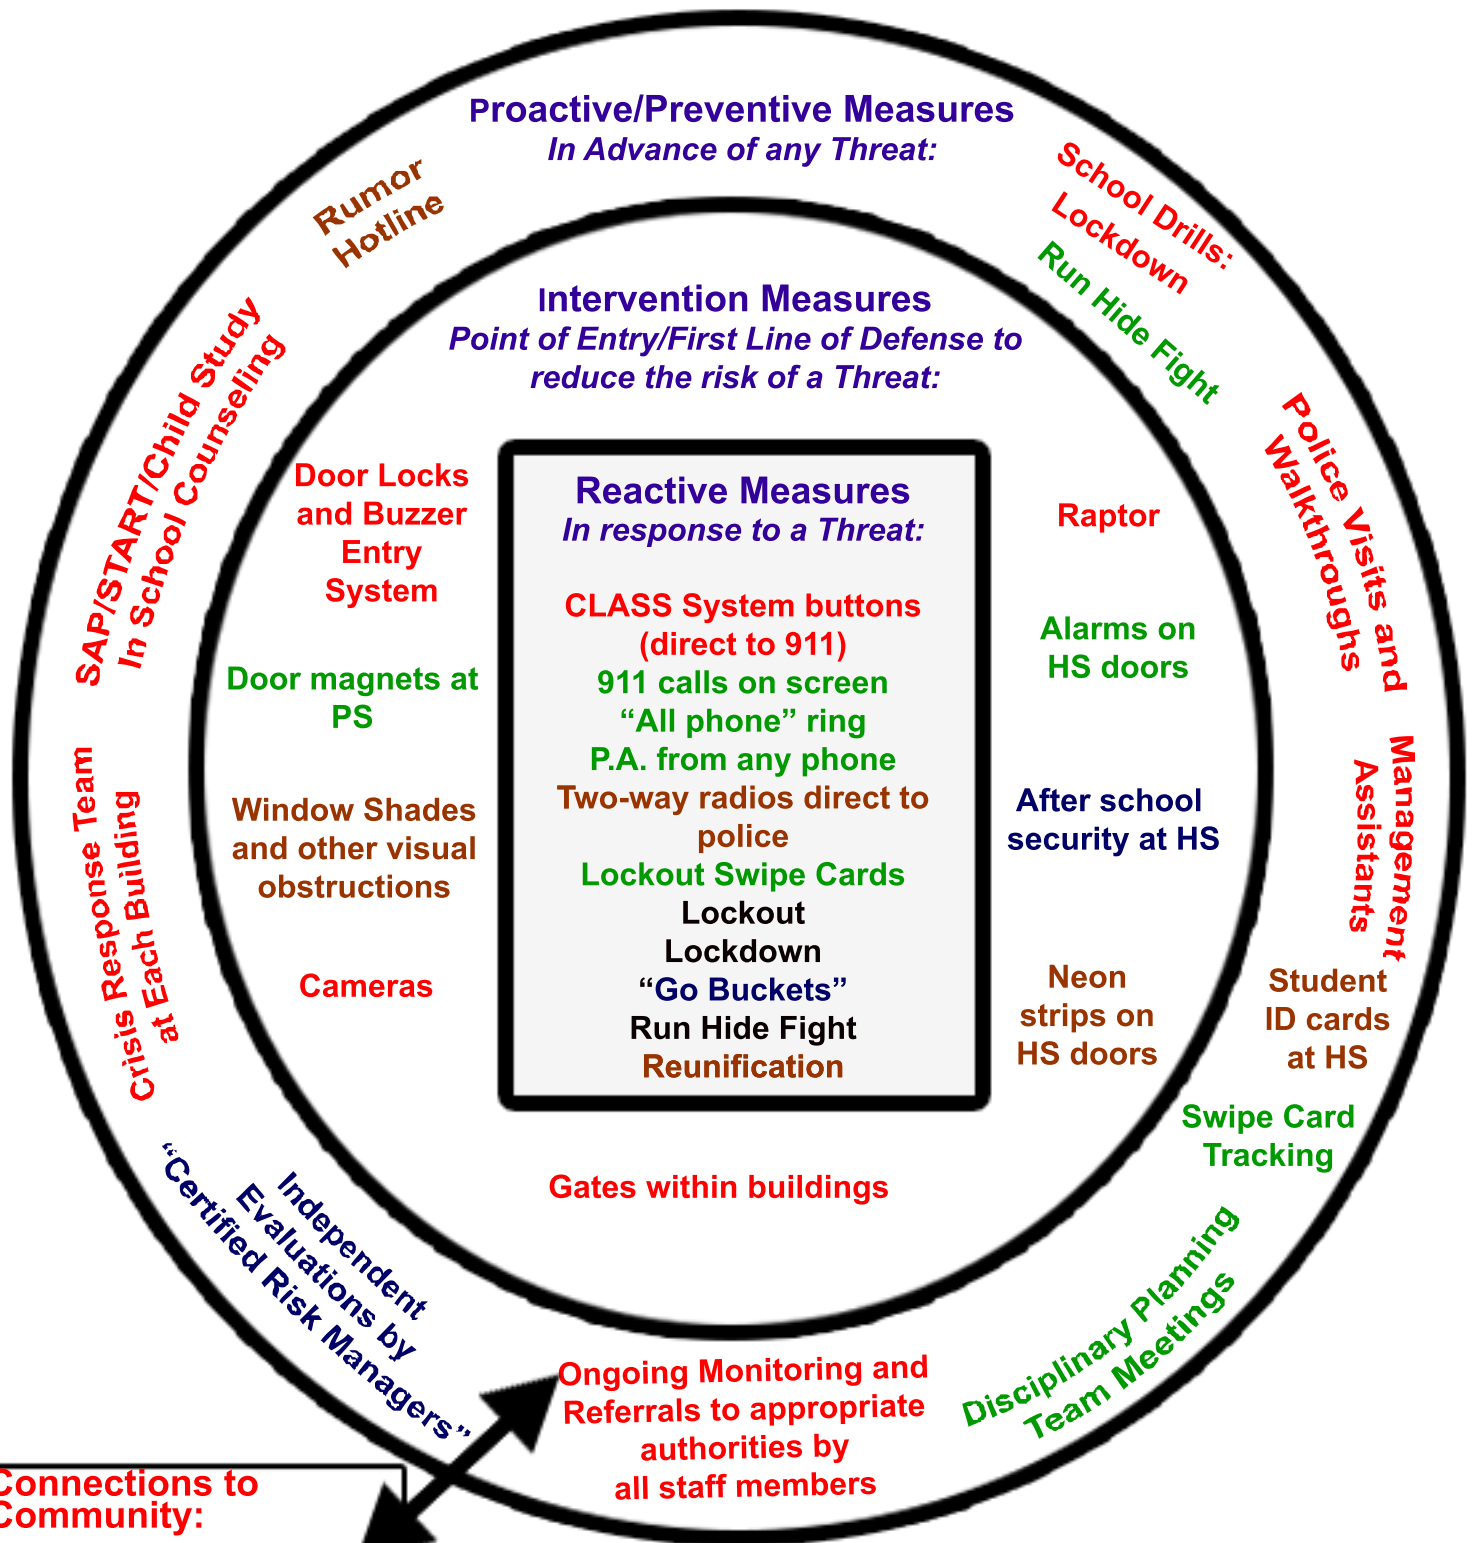 Proactive/Preventive Measures
In Advance of any Threat:
Rumor
Hotline
School Drills:
Lockdown
Run Hide Fight
SAP/START/Child Study
In School Counseling
Police Visits and
Walkthroughs
Crisis Response Team
at Each Building
Management
Assistants
Student
ID cards
at HS
Swipe Card
Tracking
Independent
Evaluations by
“Certified Risk Managers”
Disciplinary Planning
Team Meetings
Ongoing Monitoring and
Referrals to appropriate
authorities by
all staff members
Intervention Measures
Point of Entry/First Line of Defense to
reduce the risk of a Threat:
Door Locks
and Buzzer
Entry
System
Door magnets at
PS
Window Shades
and other visual
obstructions
Cameras
Raptor
Alarms on
HS doors
After school
security at HS
Neon
strips on
HS doors
Gates within buildings
Reactive Measures
In response to a Threat:
CLASS System buttons
(direct to 911)
911 calls on screen
“All phone” ring
P.A. from any phone
Two-way radios direct to
police
Lockout Swipe Cards
Lockout
Lockdown
“Go Buckets”
Run Hide Fight
Reunification
Connections to
Community: